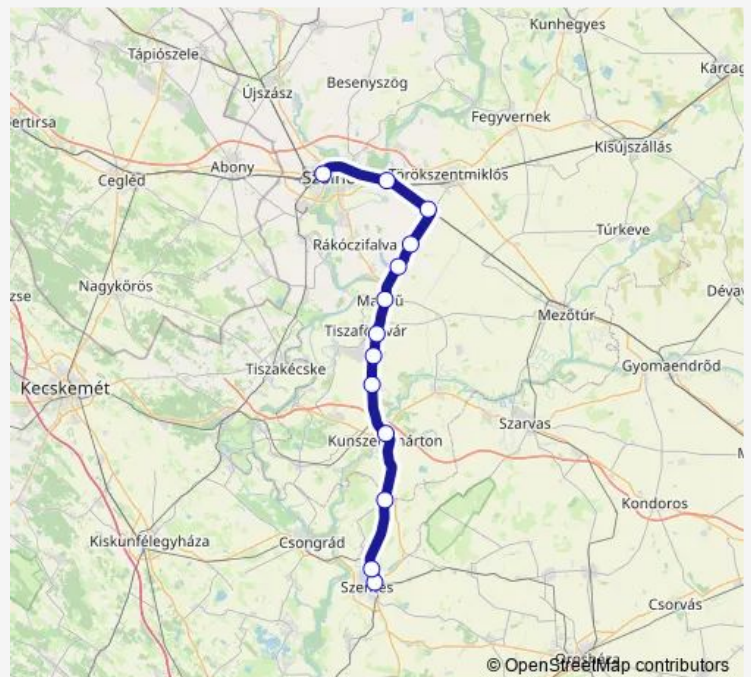 Kunhegyes
Tápiószele
Karcag
Újszász
Besenyszög
Fegyvernek
Kisújszállás
Abony
Cegléd
Törökszentmiklós
Túrkeve
Rákóczifalva
Nagykőrös
Mezőtúr
Tiszakécske
Gyomaendrőd
Kecskemét
Szarvas
Kondoros
Kiskunfélegyháza
Csongrád
Csorvás
© OpenStreetMap contributors